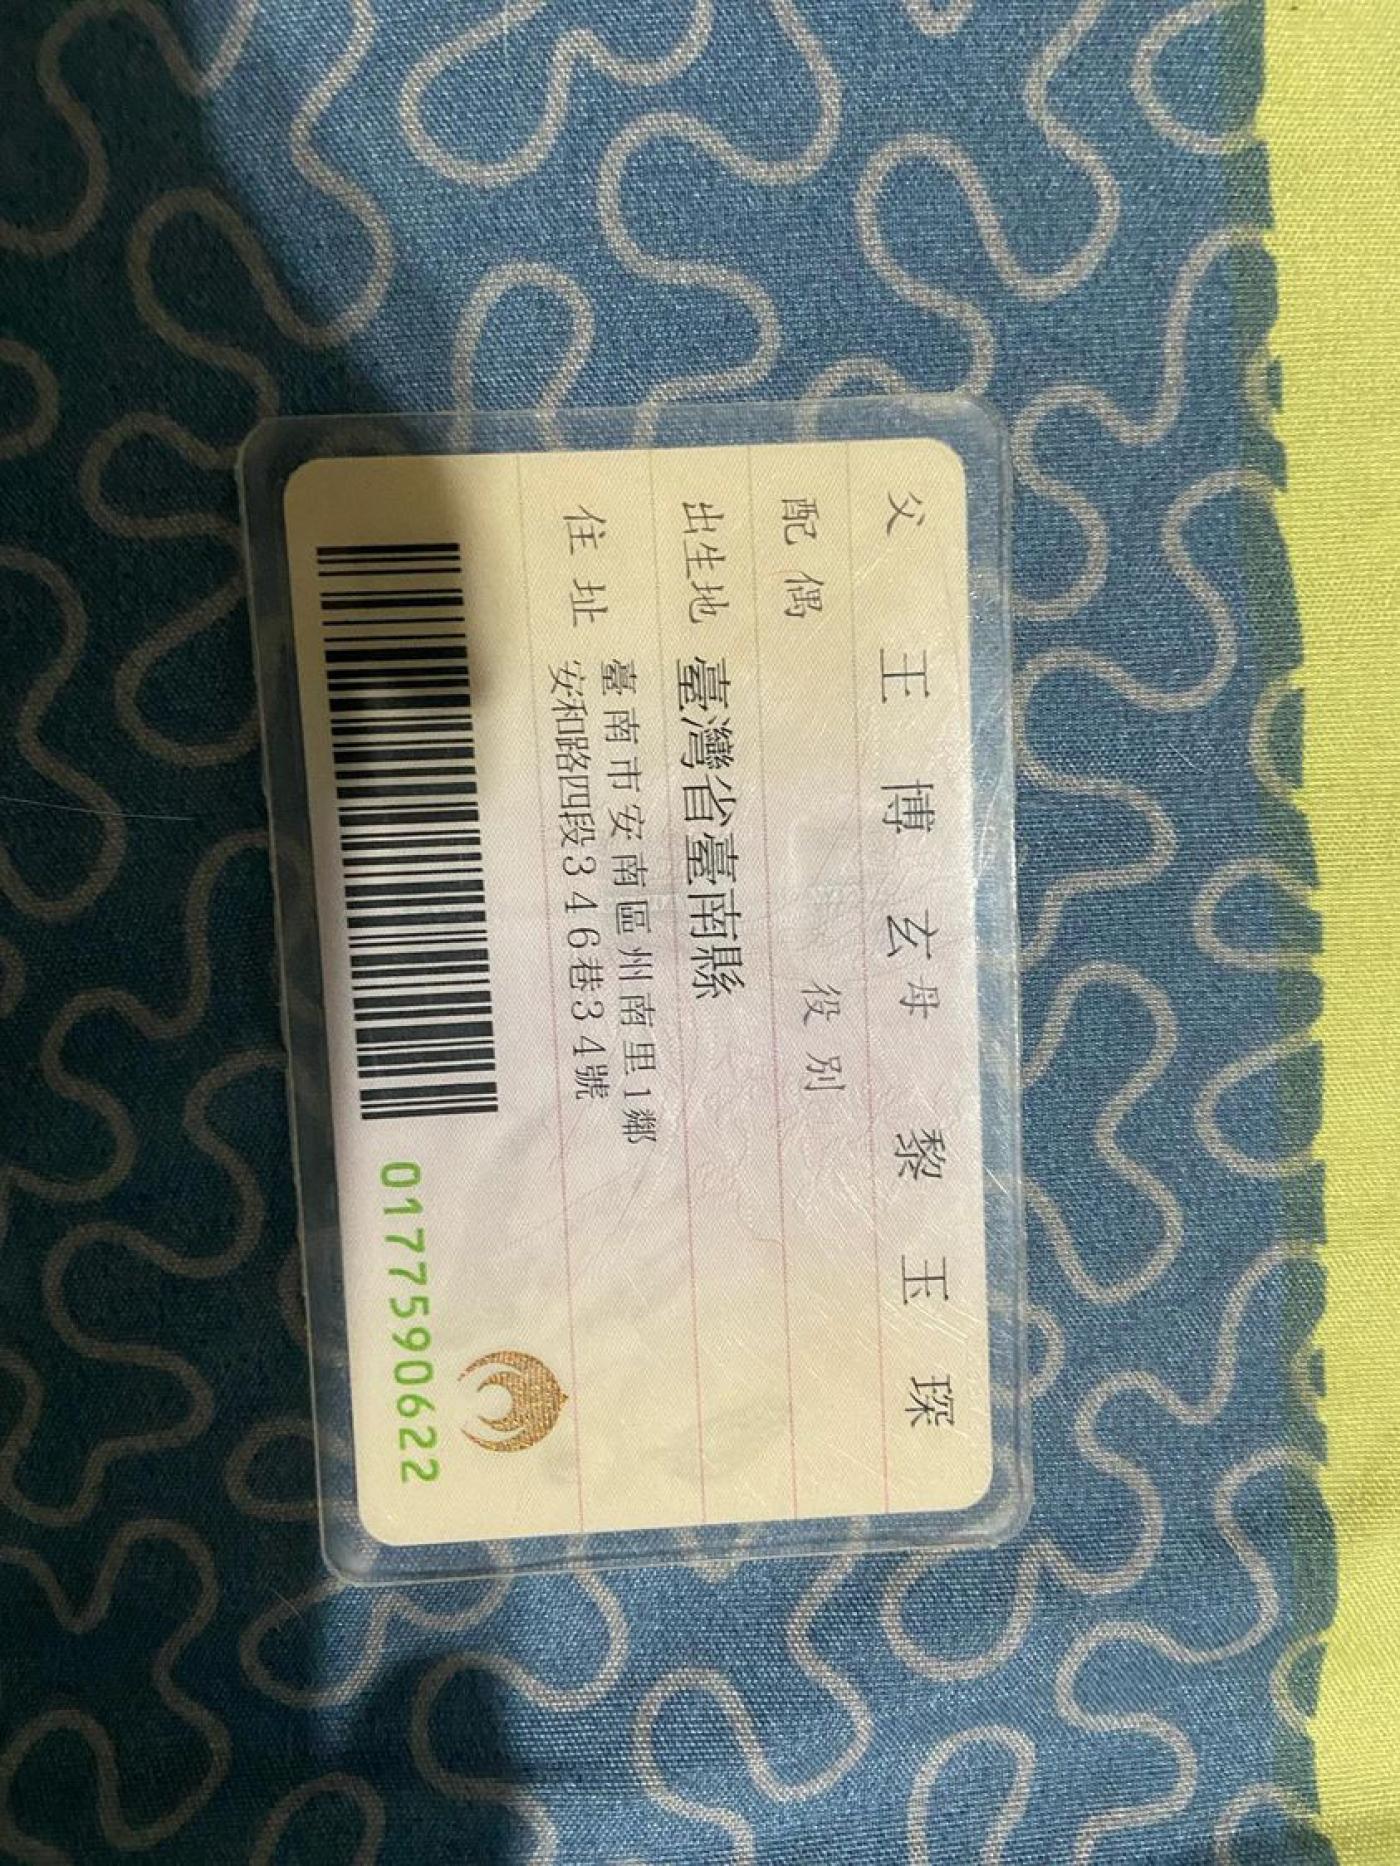 父 王博玄 母 黎玉琛
配偶 役別
出生地 臺灣省臺南縣
住址 臺南市安南區州南里1鄰
安和路四段346巷34號
0177590622